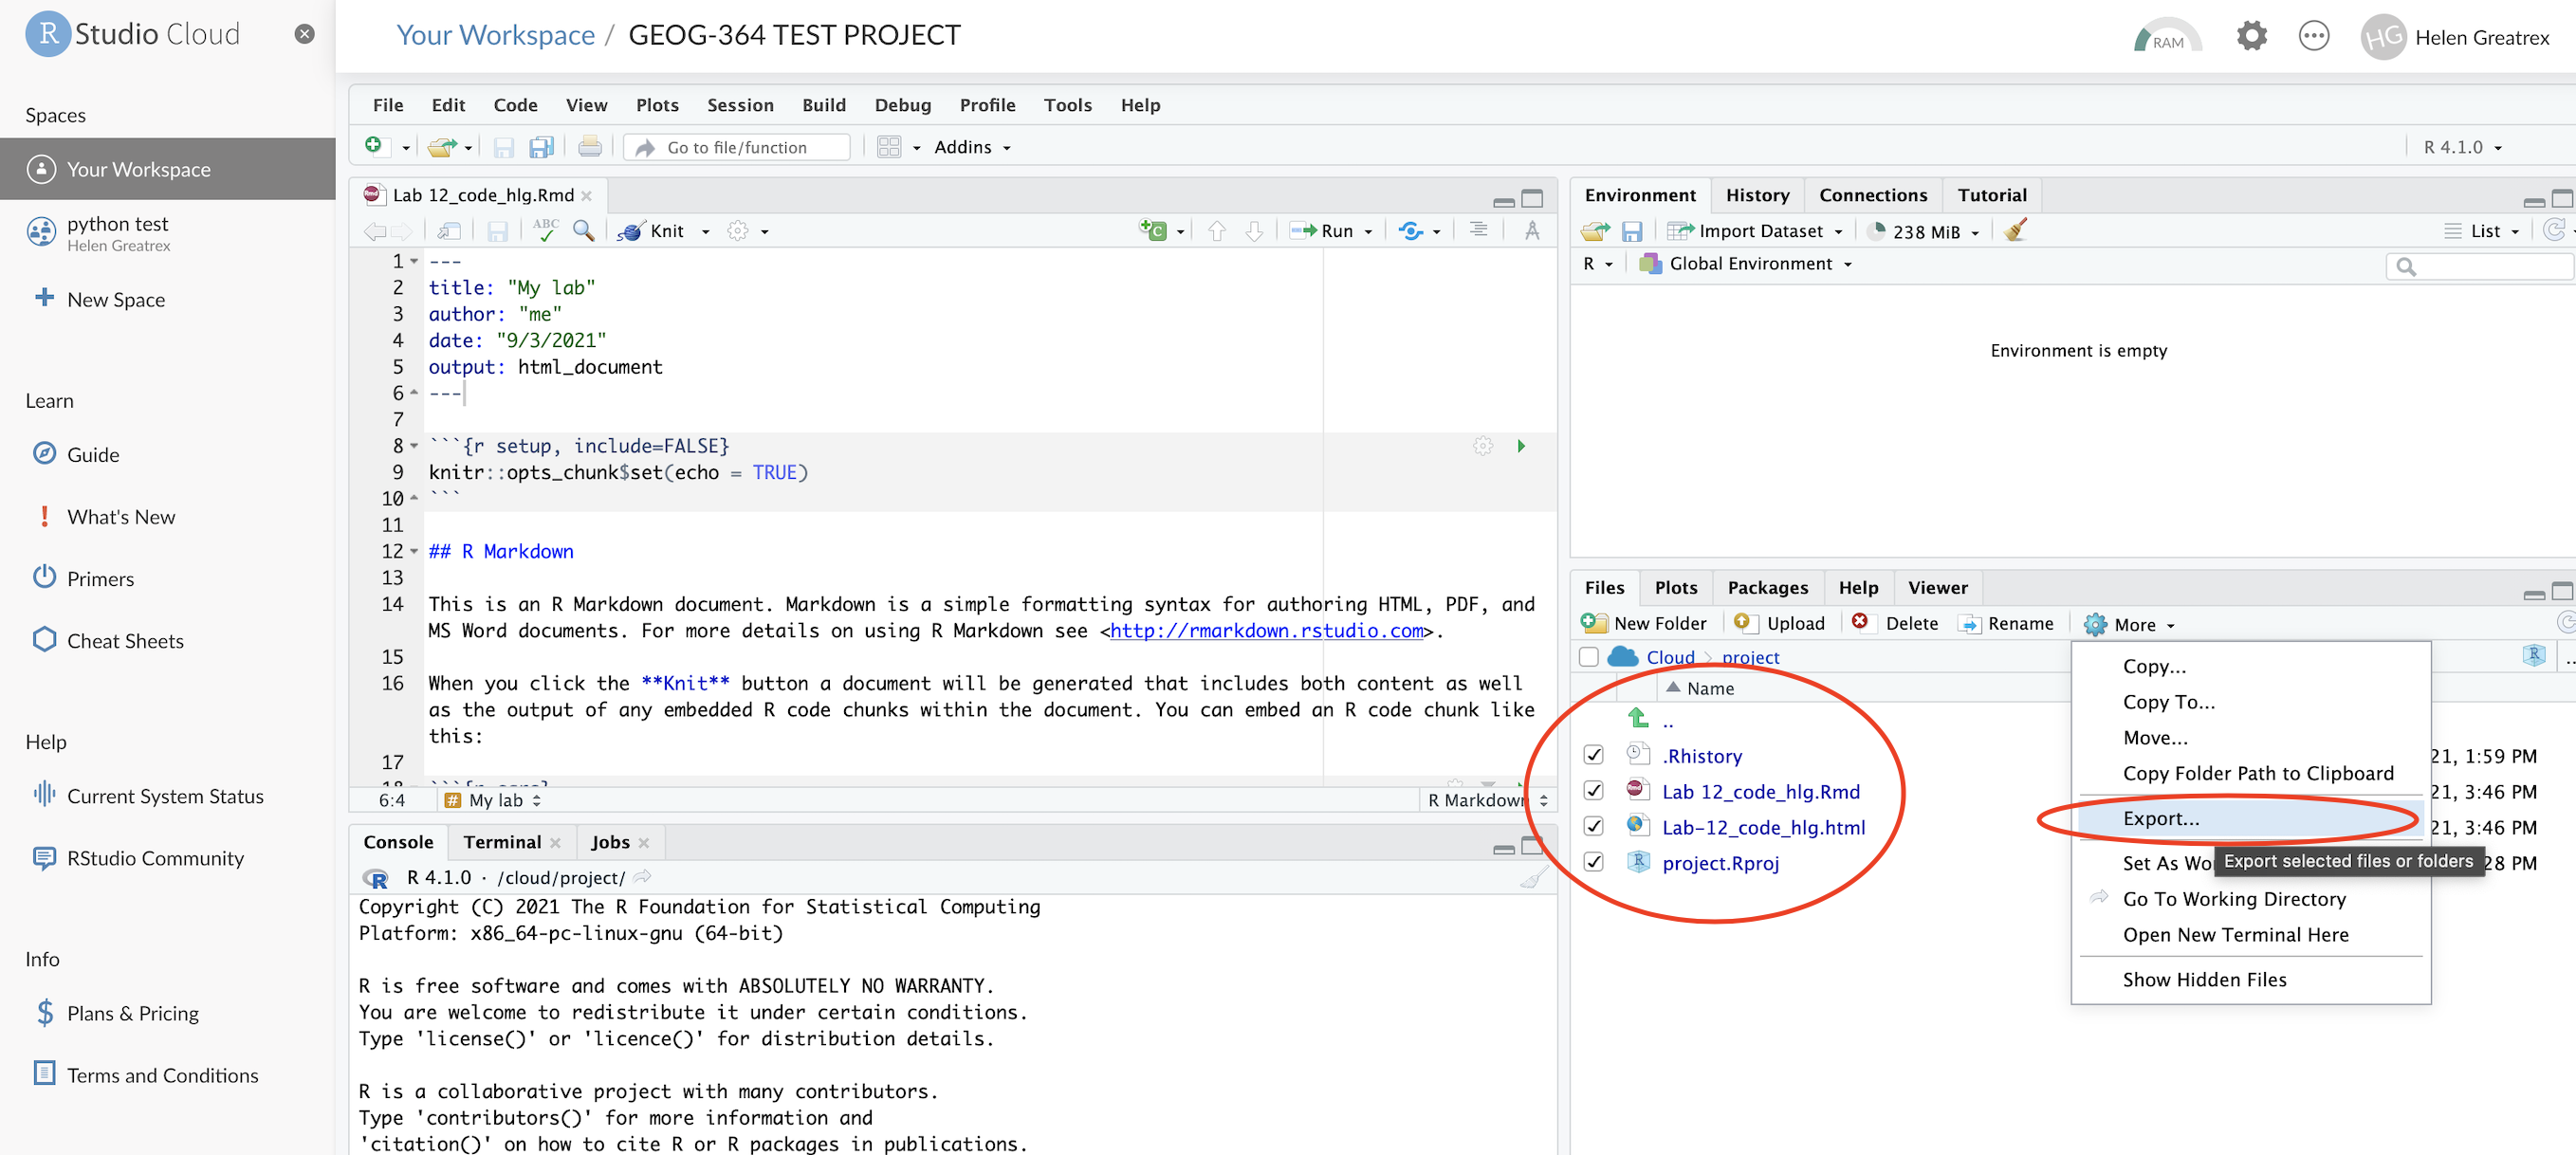 R Studio Cloud
Spaces
Your Workspace
python test
Helen Greatrex
New Space
Learn
Guide
What's New
Primers
Cheat Sheets
Help
Current System Status
RStudio Community
Info
Plans & Pricing
Terms and Conditions
Your Workspace / GEOG-364 TEST PROJECT
RAM
HG Helen Greatrex
File Edit Code View Plots Session Build Debug Profile Tools Help
Go to file/function Addins
R 4.1.0
Lab 12_code_hlg.Rmd
ABC Knit Run
1 ---
2 title: "My lab"
3 author: "me"
4 date: "9/3/2021"
5 output: html_document
6 ---
7
8 ```{r setup, include=FALSE}
9 knitr::opts_chunk$set(echo = TRUE)
10 ```
11
12 ## R Markdown
13
14 This is an R Markdown document. Markdown is a simple formatting syntax for authoring HTML, PDF, and
MS Word documents. For more details on using R Markdown see <http://rmarkdown.rstudio.com>.
15
16 When you click the **Knit** button a document will be generated that includes both content as well
as the output of any embedded R code chunks within the document. You can embed an R code chunk like
this:
17
6:4 # My lab R Markdown
Console Terminal Jobs
R R 4.1.0 · /cloud/project/
Copyright (C) 2021 The R Foundation for Statistical Computing
Platform: x86_64-pc-linux-gnu (64-bit)
R is free software and comes with ABSOLUTELY NO WARRANTY.
You are welcome to redistribute it under certain conditions.
Type 'license()' or 'licence()' for distribution details.
R is a collaborative project with many contributors.
Type 'contributors()' for more information and
'citation()' on how to cite R or R packages in publications.
Environment History Connections Tutorial
Import Dataset 238 MiB List
R Global Environment
Environment is empty
Files Plots Packages Help Viewer
New Folder Upload Delete Rename More
Cloud project
Name
..
.Rhistory
Lab 12_code_hlg.Rmd
Lab-12_code_hlg.html
project.Rproj
Copy...
Copy To...
Move...
Copy Folder Path to Clipboard
Export...
Set As Wo
Export selected files or folders
Go To Working Directory
Open New Terminal Here
Show Hidden Files
21, 1:59 PM
21, 3:46 PM
21, 3:46 PM
28 PM